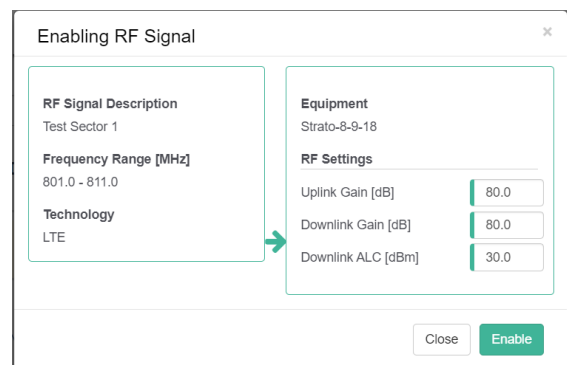 Enabling RF Signal
×
RF Signal Description
Test Sector 1
Frequency Range [MHz]
801.0 - 811.0
Technology
LTE
Equipment
Strato-8-9-18
RF Settings
Uplink Gain [dB] 80.0
Downlink Gain [dB] 80.0
Downlink ALC [dBm] 30.0
Close Enable